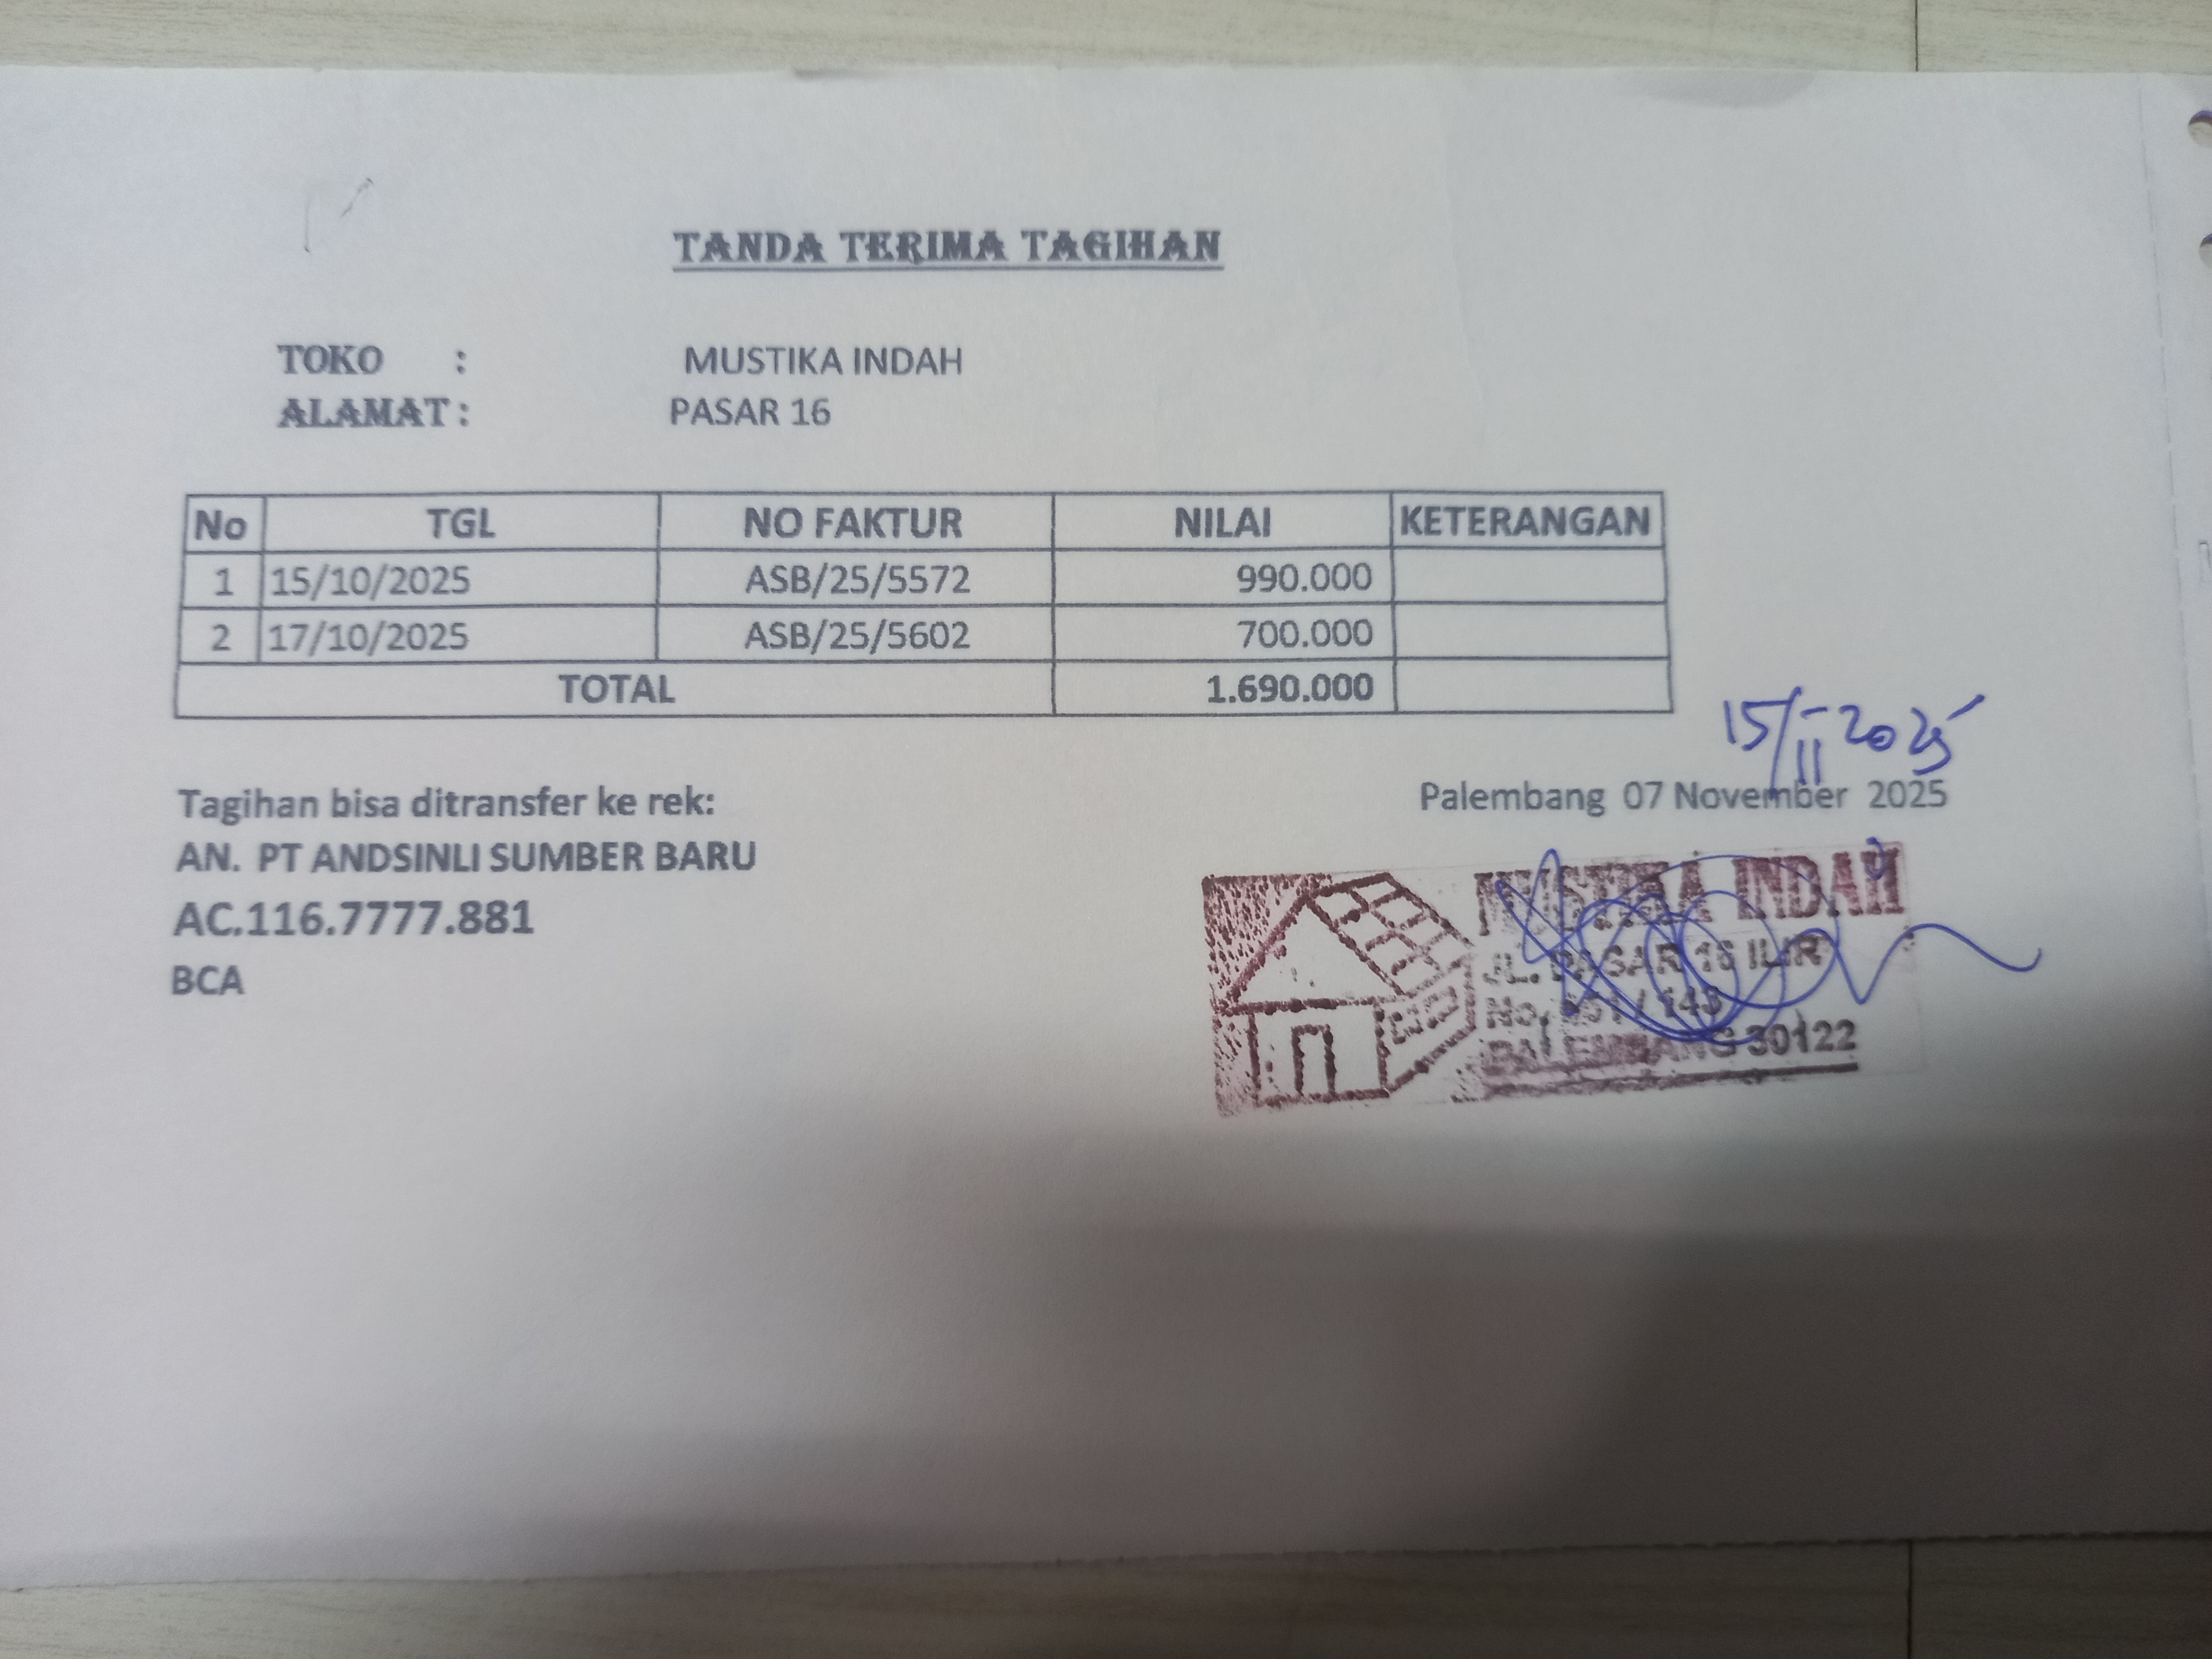 TANDA TERIMA TAGIHAN
TOKO : MUSTIKA INDAH
ALAMAT : PASAR 16
No TGL NO FAKTUR NILAI KETERANGAN
1 15/10/2025 ASB/25/5572 990.000
2 17/10/2025 ASB/25/5602 700.000
TOTAL 1.690.000
15/11 2025
Tagihan bisa ditransfer ke rek:
Palembang 07 November 2025
AN. PT ANDSINLI SUMBER BARU
AC.116.7777.881
BCA
MUSTIKA INDAH
JL. PASAR 16 ILIR
No. / 143
PALEMBANG 30122